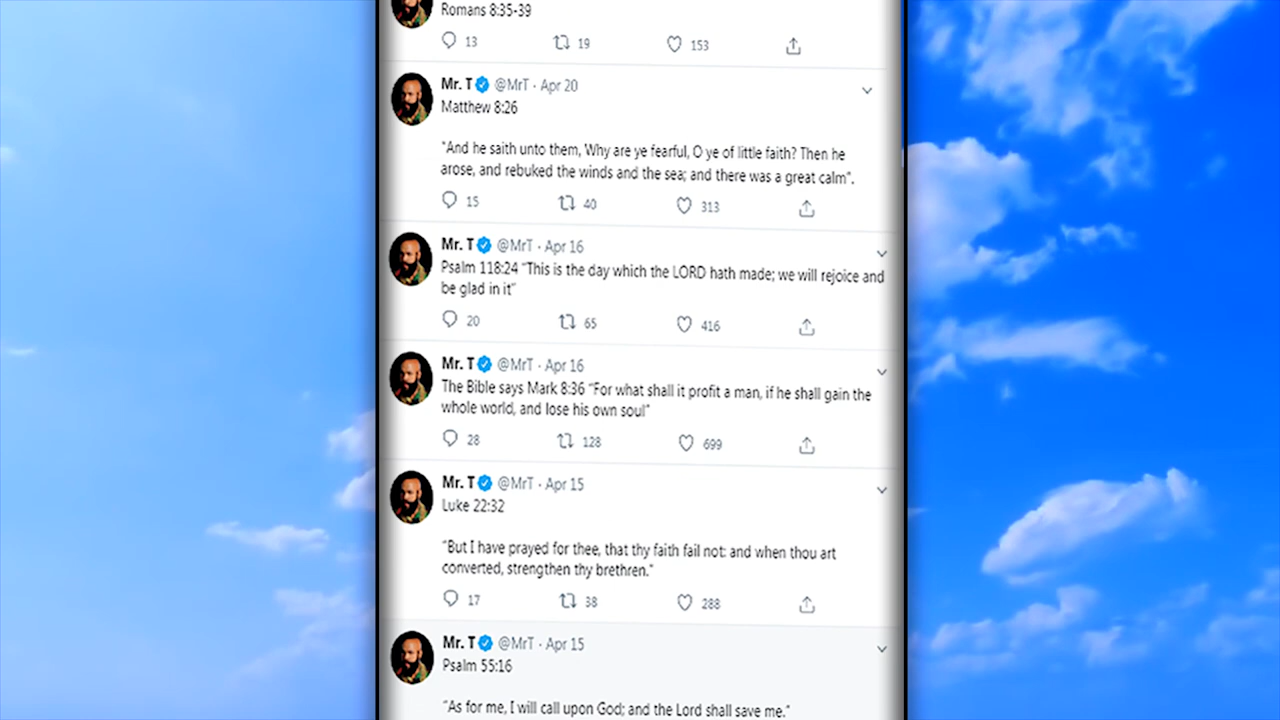 Romans 8:35-39
13 19 153
Mr. T @MrT · Apr 20
Matthew 8:26
"And he saith unto them, Why are ye fearful, O ye of little faith? Then he
arose, and rebuked the winds and the sea; and there was a great calm".
15 40 313
Mr. T @MrT · Apr 16
Psalm 118:24 "This is the day which the LORD hath made; we will rejoice and
be glad in it"
20 65 416
Mr. T @MrT · Apr 16
The Bible says Mark 8:36 "For what shall it profit a man, if he shall gain the
whole world, and lose his own soul"
28 128 699
Mr. T @MrT · Apr 15
Luke 22:32
"But I have prayed for thee, that thy faith fail not: and when thou art
converted, strengthen thy brethren."
17 38 288
Mr. T @MrT · Apr 15
Psalm 55:16
"As for me, I will call upon God; and the Lord shall save me."